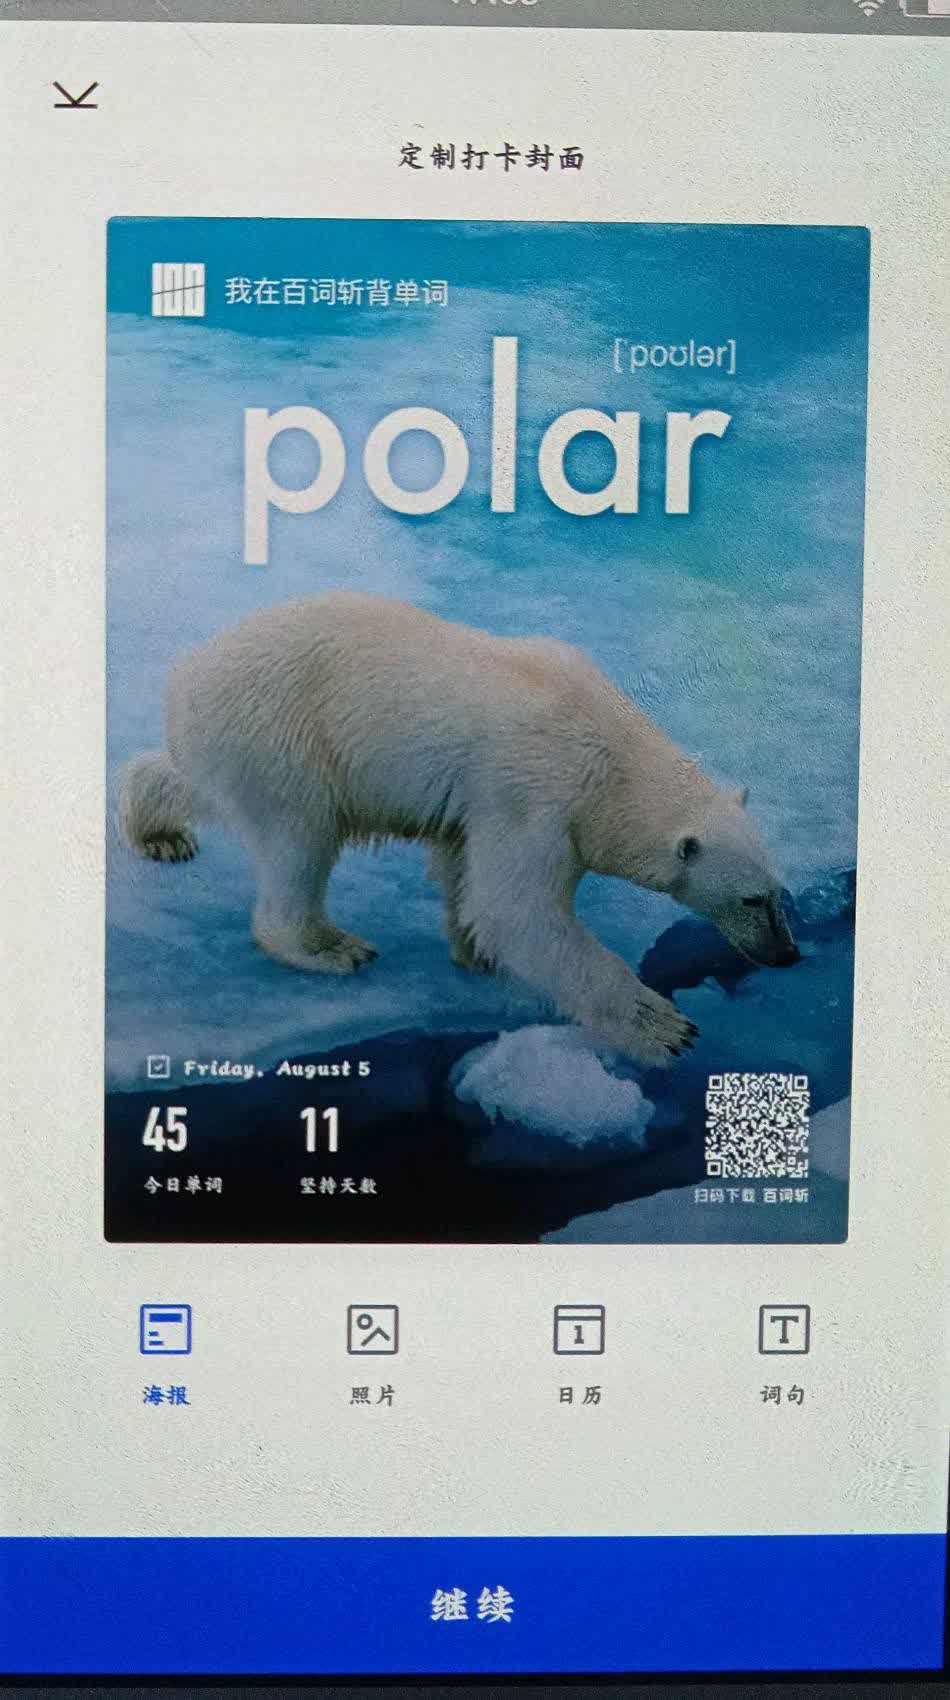 定制打卡封面
100 我在百词斩背单词
['poʊlər]
polar
Friday, August 5
45 11
今日单词 坚持天数
扫码下载 百词斩
1 T
海报 照片 日历 词句
继续